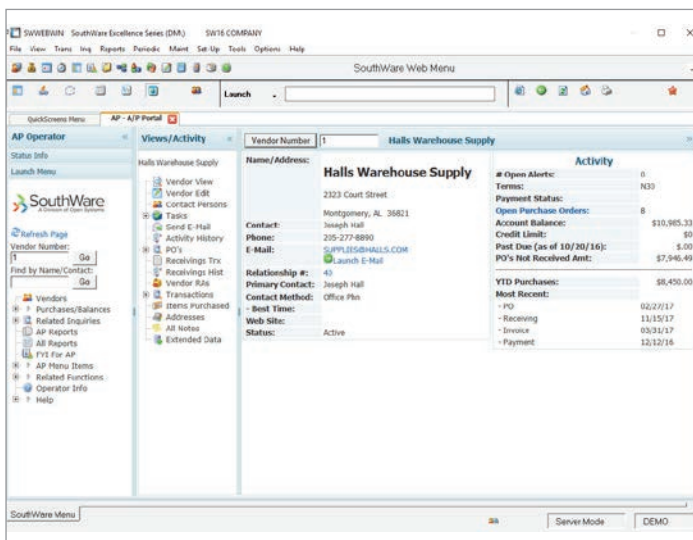 SWWEBWIN SouthWare Excellence Series (DM:) SW16 COMPANY
File View Trans Inq Reports Periodic Maint Set-Up Tools Options Help
SouthWare Web Menu
Launch
QuickScreens Menu
AP - A/P Portal
AP Operator
Status Info
Launch Menu
SouthWare
A Division of Open Systems
Refresh Page
Vendor Number:
1 Go
Find by Name/Contact:
Go
Vendors
Purchases/Balances
Related Inquiries
AP Reports
All Reports
FYI For AP
AP Menu Items
Related Functions
Operator Info
Help
Views/Activity
Halls Warehouse Supply
Vendor View
Vendor Edit
Contact Persons
Tasks
Send E-Mail
Activity History
PO's
Receivings Trx
Receivings Hist
Vendor RAs
Transactions
Items Purchased
Addresses
All Notes
Extended Data
Vendor Number 1 Halls Warehouse Supply
Name/Address:
Halls Warehouse Supply
2323 Court Street
Montgomery, AL 36821
Contact: Joseph Hall
Phone: 205-277-8890
E-Mail: SUPPLIES@HALLS.COM
Launch E-Mail
Relationship #: 43
Primary Contact: Joseph Hall
Contact Method: Office Phn
- Best Time:
Web Site:
Status: Active
Activity
# Open Alerts: 0
Terms: N30
Payment Status:
Open Purchase Orders: 8
Account Balance: $10,985.33
Credit Limit: $0
Past Due (as of 10/20/16): $.00
PO's Not Received Amt: $7,946.49
YTD Purchases: $8,450.00
Most Recent:
- PO 02/27/17
- Receiving 11/15/17
- Invoice 03/31/17
- Payment 12/12/16
SouthWare Menu
Server Mode
DEMO